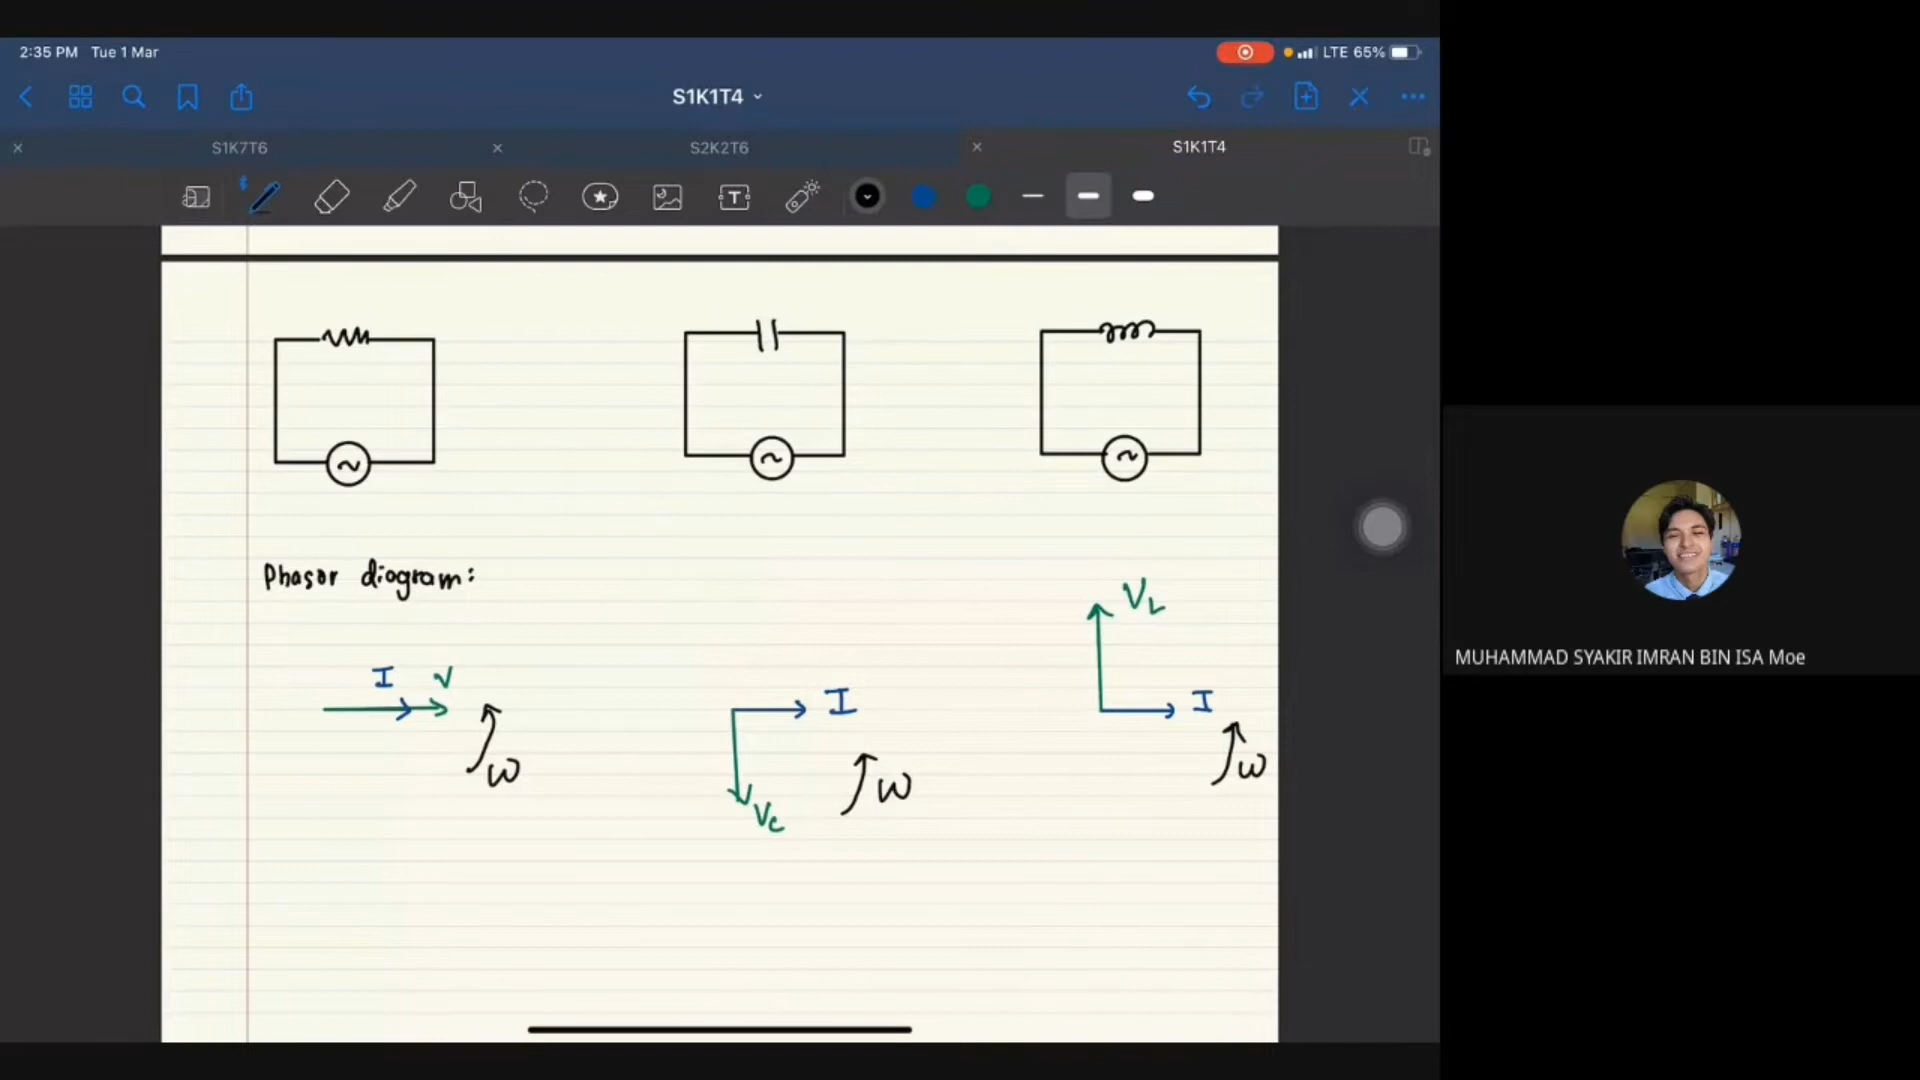 2:35 PM Tue 1 Mar
LTE 65%
S1K1T4
S1K7T6
S2K2T6
S1K1T4
T
Phasor diagram:
I V
ω
I
Vc
ω
VL
I
ω
MUHAMMAD SYAKIR IMRAN BIN ISA Moe